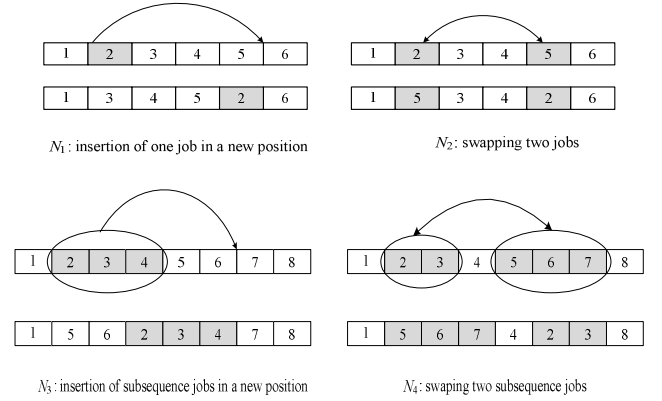 1 2 3 4 5 6
1 3 4 5 2 6
N1 : insertion of one job in a new position
1 2 3 4 5 6
1 5 3 4 2 6
N2 : swapping two jobs
1 2 3 4 5 6 7 8
1 5 6 2 3 4 7 8
N3 : insertion of subsequence jobs in a new position
1 2 3 4 5 6 7 8
1 5 6 7 4 2 3 8
N4 : swaping two subsequence jobs